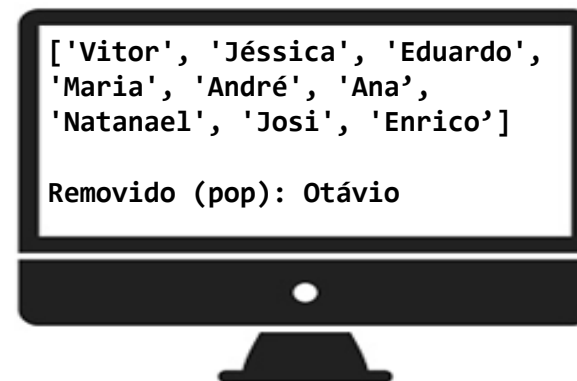 ['Vitor', 'Jéssica', 'Eduardo',
'Maria', 'André', 'Ana’,
'Natanael', 'Josi', 'Enrico’]
Removido (pop): Otávio